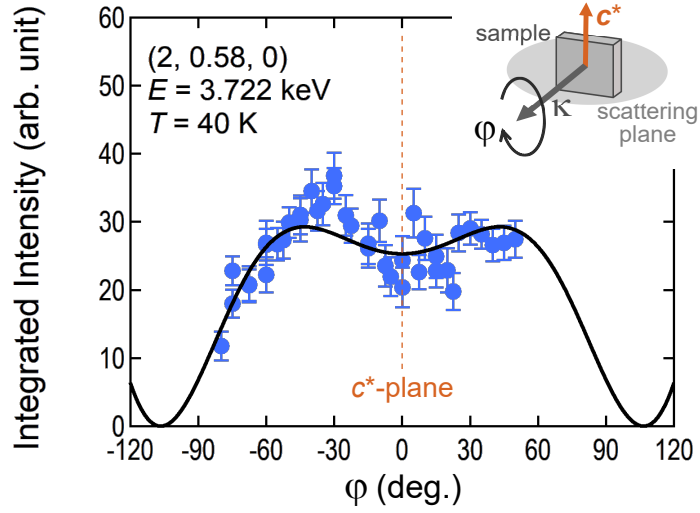 Integrated Intensity (arb. unit)
60
50
40
30
20
10
0
(2, 0.58, 0)
E = 3.722 keV
T = 40 K
sample
c*
κ
φ
scattering
plane
c*-plane
-120
-90
-60
-30
0
30
60
90
120
φ (deg.)